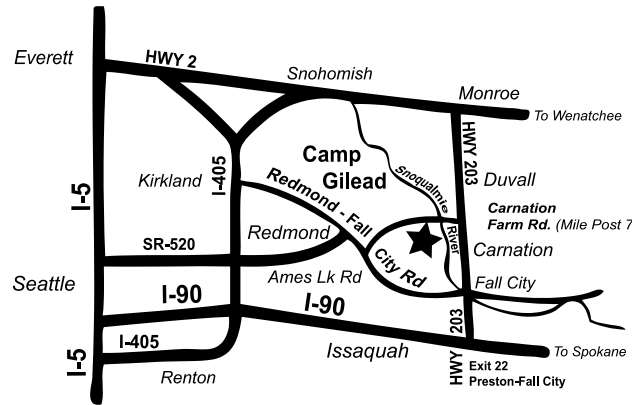 Everett
HWY 2
Snohomish
Monroe
To Wenatchee
HWY 203
Camp
Gilead
Snoqualmie
River
Duvall
Kirkland
I-405
I-5
Redmond - Fall
City Rd
Carnation
Farm Rd. (Mile Post 7
Redmond
Carnation
SR-520
Ames Lk Rd
Fall City
Seattle
I-90
I-90
HWY 203
I-405
Issaquah
To Spokane
I-5
Renton
Exit 22
Preston-Fall City